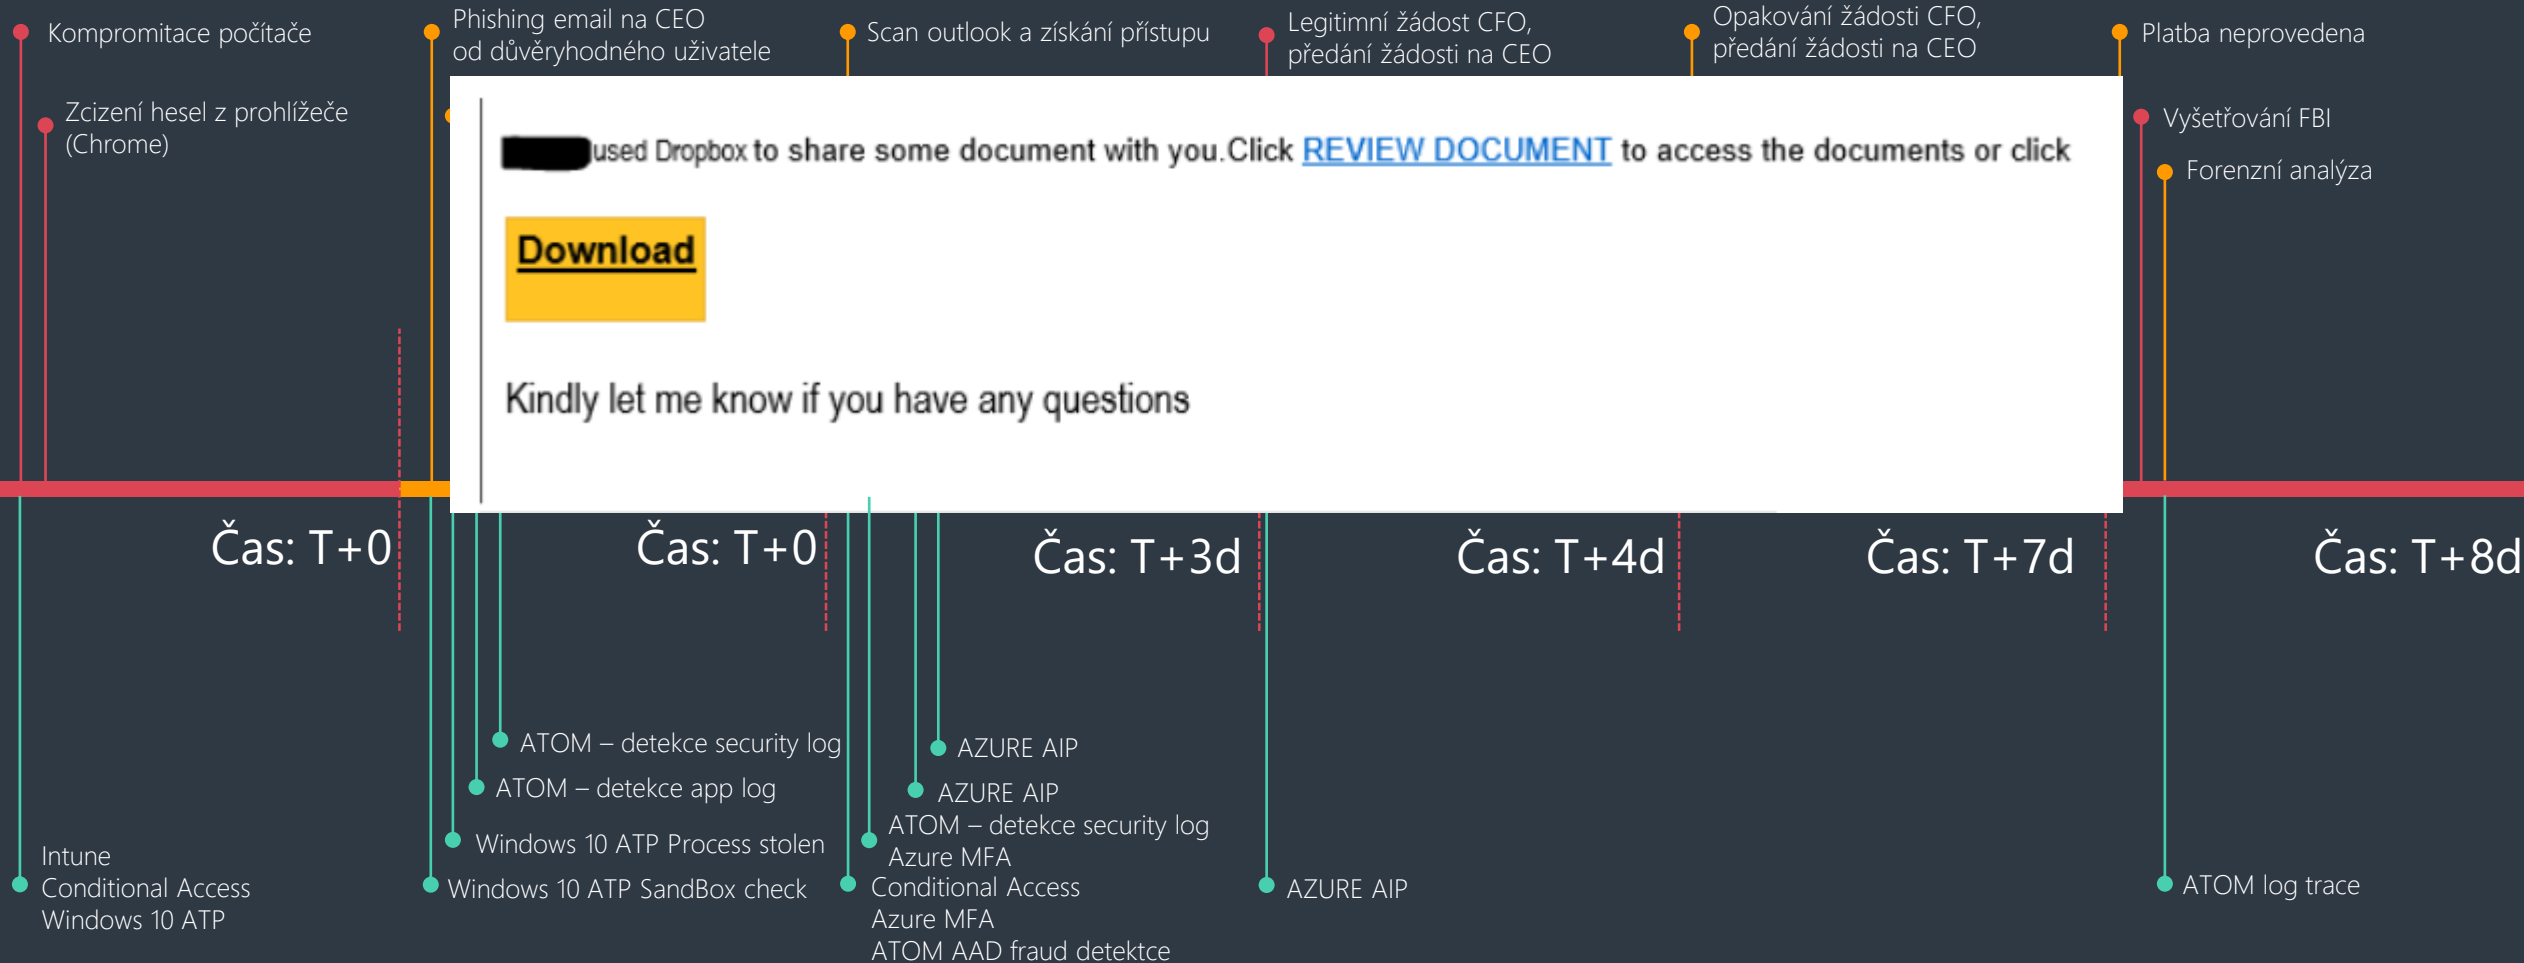 Kompromitace počítače
Zcizení hesel z prohlížeče
(Chrome)
Phishing email na CEO
od důvěryhodného uživatele
Scan outlook a získání přístupu
Legitimní žádost CFO,
předání žádosti na CEO
Opakování žádosti CFO,
předání žádosti na CEO
Platba neprovedena
Vyšetřování FBI
Forenzní analýza
used Dropbox to share some document with you.Click REVIEW DOCUMENT to access the documents or click
Download
Kindly let me know if you have any questions
Čas: T+0
Čas: T+0
Čas: T+3d
Čas: T+4d
Čas: T+7d
Čas: T+8d
Intune
Conditional Access
Windows 10 ATP
ATOM – detekce security log
ATOM – detekce app log
Windows 10 ATP Process stolen
Windows 10 ATP SandBox check
AZURE AIP
AZURE AIP
ATOM – detekce security log
Azure MFA
Conditional Access
Azure MFA
ATOM AAD fraud detektce
AZURE AIP
ATOM log trace